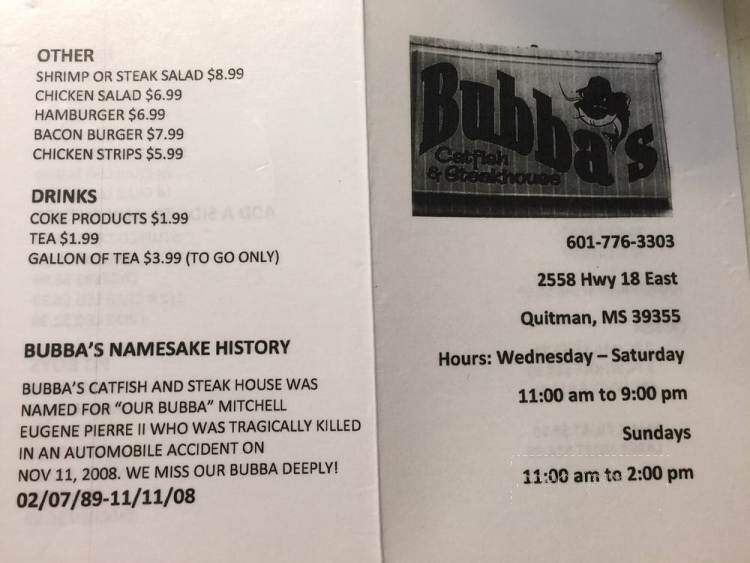 OTHER
SHRIMP OR STEAK SALAD $8.99
CHICKEN SALAD $6.99
HAMBURGER $6.99
BACON BURGER $7.99
CHICKEN STRIPS $5.99
DRINKS
COKE PRODUCTS $1.99
TEA $1.99
GALLON OF TEA $3.99 (TO GO ONLY)
BUBBA'S NAMESAKE HISTORY
BUBBA'S CATFISH AND STEAK HOUSE WAS
NAMED FOR "OUR BUBBA" MITCHELL
EUGENE PIERRE II WHO WAS TRAGICALLY KILLED
IN AN AUTOMOBILE ACCIDENT ON
NOV 11, 2008. WE MISS OUR BUBBA DEEPLY!
02/07/89-11/11/08
Bubba's
Catfish
& Steakhouse
601-776-3303
2558 Hwy 18 East
Quitman, MS 39355
Hours: Wednesday – Saturday
11:00 am to 9:00 pm
Sundays
11:00 am to 2:00 pm